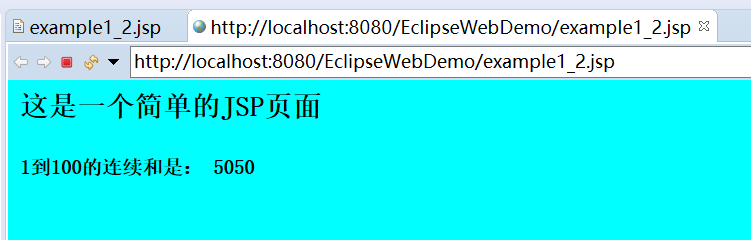 example1_2.jsp
http://localhost:8080/EclipseWebDemo/example1_2.jsp
http://localhost:8080/EclipseWebDemo/example1_2.jsp
这是一个简单的JSP页面
1到100的连续和是： 5050